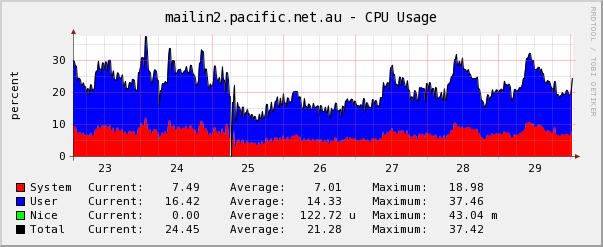 mailin2.pacific.net.au - CPU Usage
RRDTOOL / TOBI OETIKER
percent
30
20
10
0
23 24 25 26 27 28 29
System Current: 7.49 Average: 7.01 Maximum: 18.98
User Current: 16.42 Average: 14.33 Maximum: 37.46
Nice Current: 0.00 Average: 122.72 u Maximum: 43.04 m
Total Current: 24.45 Average: 21.28 Maximum: 37.42